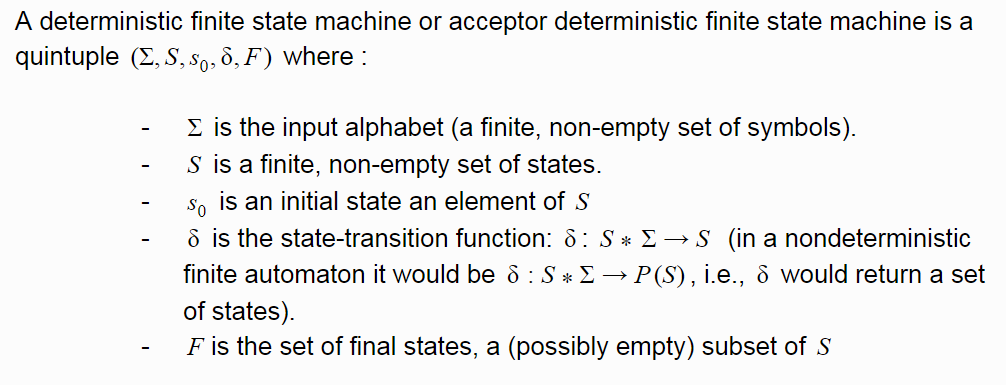 A deterministic finite state machine or acceptor deterministic finite state machine is a
quintuple (Σ, S, s₀, δ, F) where :
- Σ is the input alphabet (a finite, non-empty set of symbols).
- S is a finite, non-empty set of states.
- s₀ is an initial state an element of S
- δ is the state-transition function: δ : S ∗ Σ → S (in a nondeterministic
finite automaton it would be δ : S ∗ Σ → P(S), i.e., δ would return a set
of states).
- F is the set of final states, a (possibly empty) subset of S